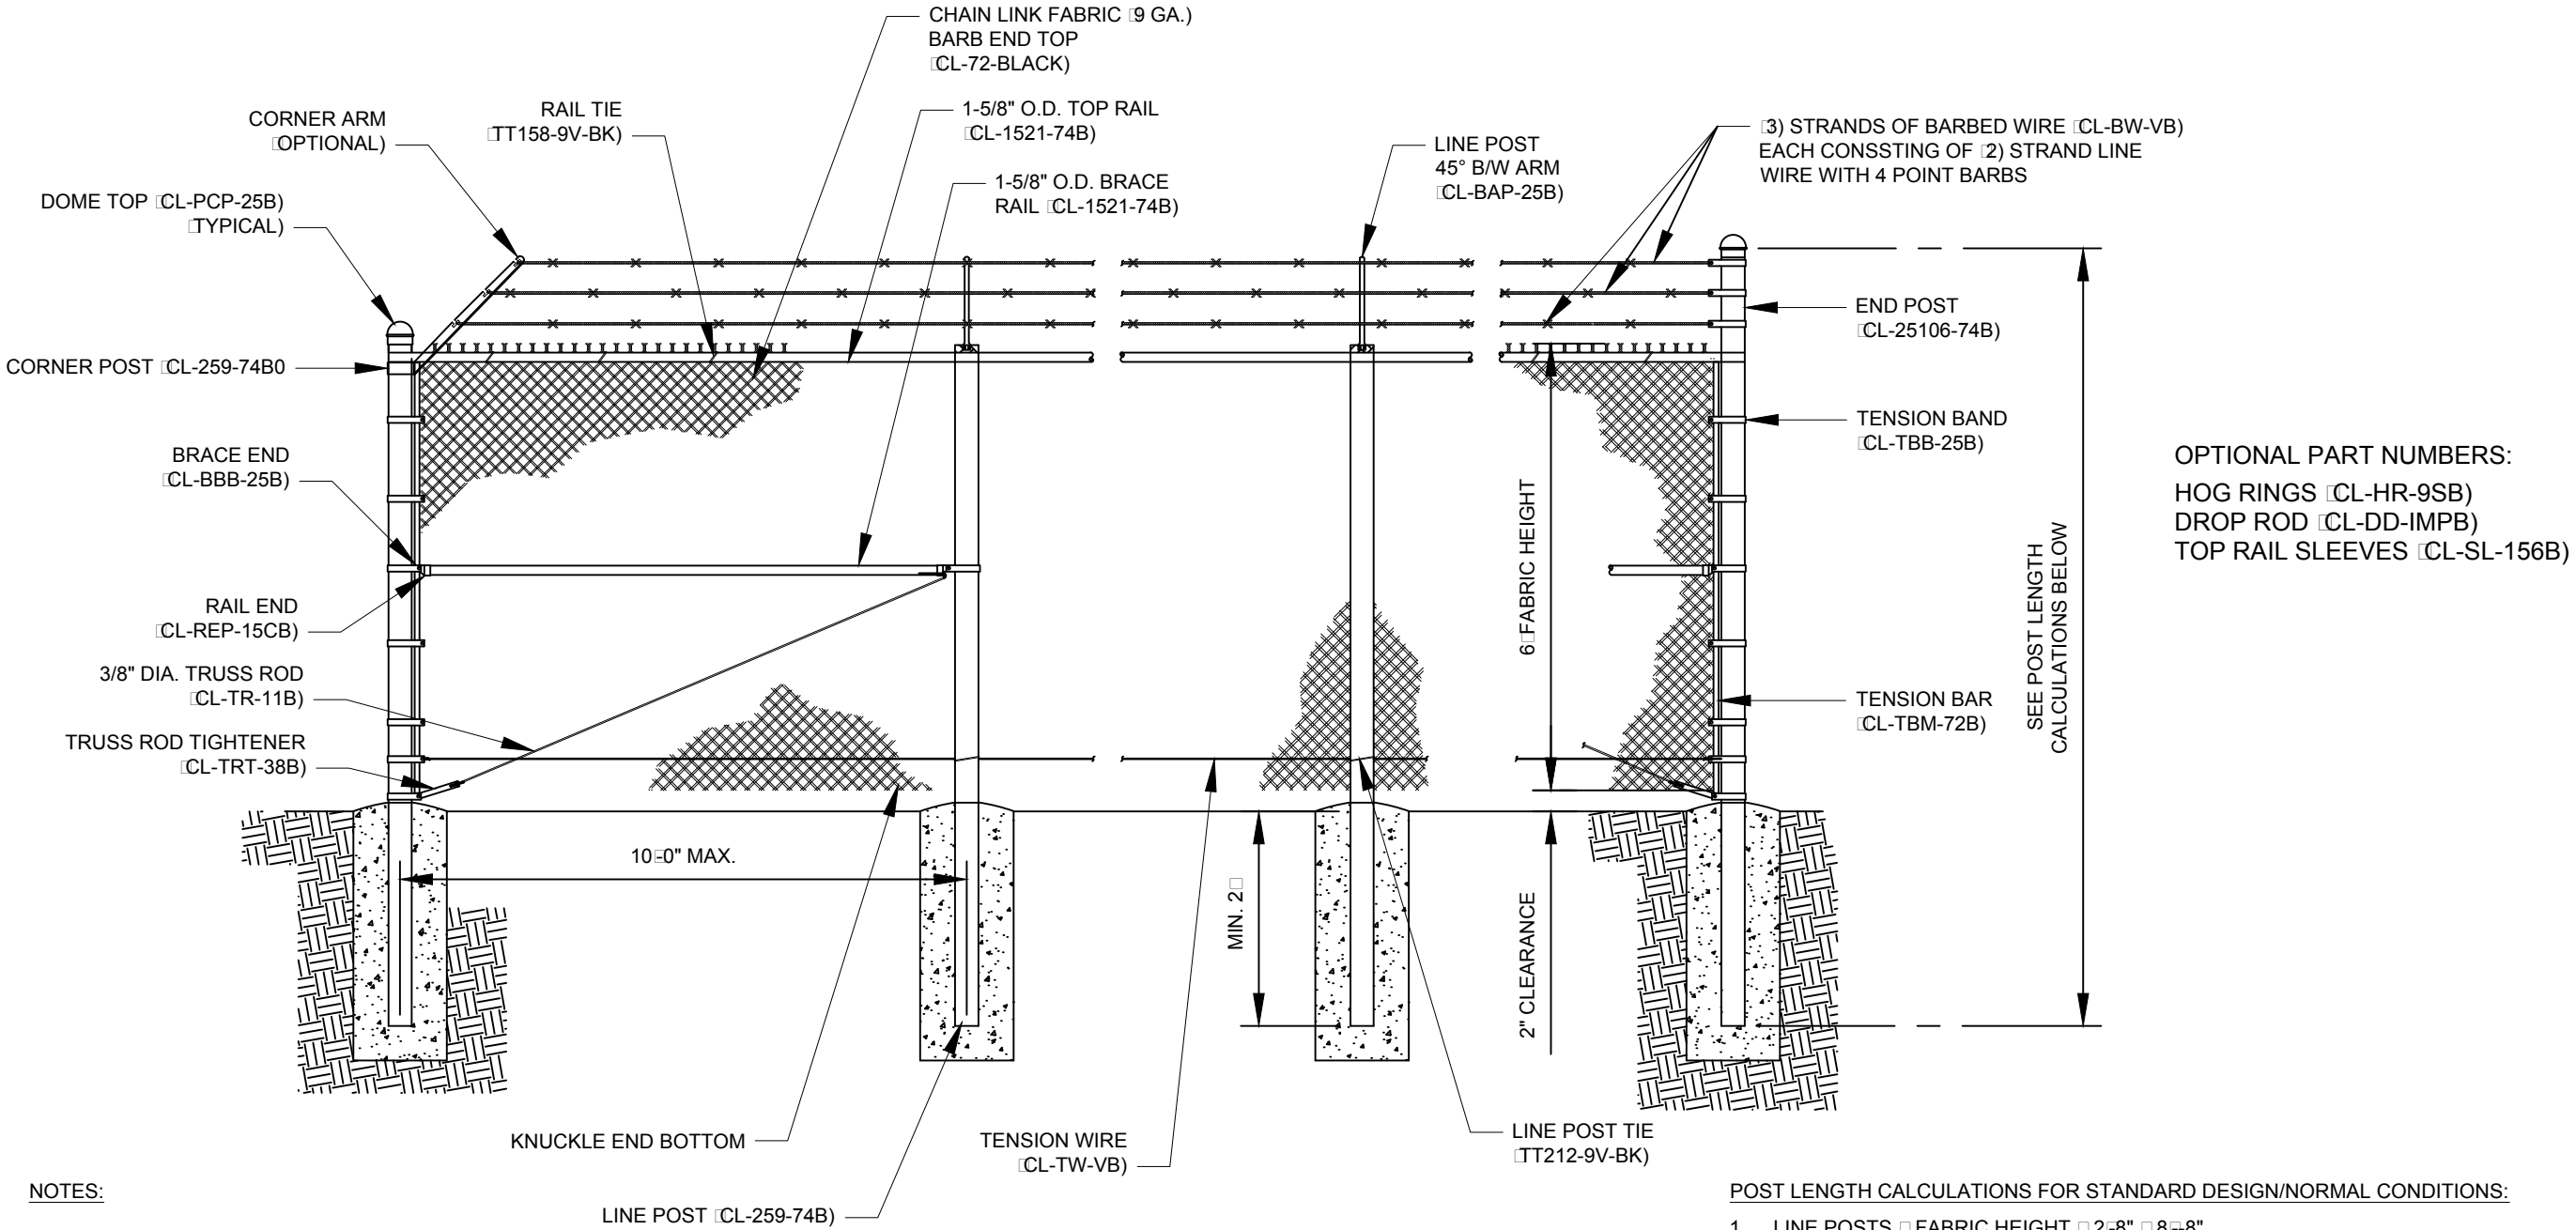 CHAIN LINK FABRIC □9 GA.)
BARB END TOP
□CL-72-BLACK)
CORNER ARM
□OPTIONAL)
RAIL TIE
□TT158-9V-BK)
1-5/8" O.D. TOP RAIL
□CL-1521-74B)
1-5/8" O.D. BRACE
RAIL □CL-1521-74B)
LINE POST
45° B/W ARM
□CL-BAP-25B)
□3) STRANDS OF BARBED WIRE □CL-BW-VB)
EACH CONSSTING OF □2) STRAND LINE
WIRE WITH 4 POINT BARBS
DOME TOP □CL-PCP-25B)
□TYPICAL)
CORNER POST □CL-259-74B0
BRACE END
□CL-BBB-25B)
RAIL END
□CL-REP-15CB)
3/8" DIA. TRUSS ROD
□CL-TR-11B)
TRUSS ROD TIGHTENER
□CL-TRT-38B)
END POST
□CL-25106-74B)
TENSION BAND
□CL-TBB-25B)
TENSION BAR
□CL-TBM-72B)
6□FABRIC HEIGHT
SEE POST LENGTH
CALCULATIONS BELOW
OPTIONAL PART NUMBERS:
HOG RINGS □CL-HR-9SB)
DROP ROD □CL-DD-IMPB)
TOP RAIL SLEEVES □CL-SL-156B)
10□-0" MAX.
MIN. 2□
2" CLEARANCE
KNUCKLE END BOTTOM
TENSION WIRE
□CL-TW-VB)
LINE POST TIE
□TT212-9V-BK)
LINE POST □CL-259-74B)
NOTES:
POST LENGTH CALCULATIONS FOR STANDARD DESIGN/NORMAL CONDITIONS:
1. LINE POSTS □ FABRIC HEIGHT □ 2□-8" □ 8□-8"